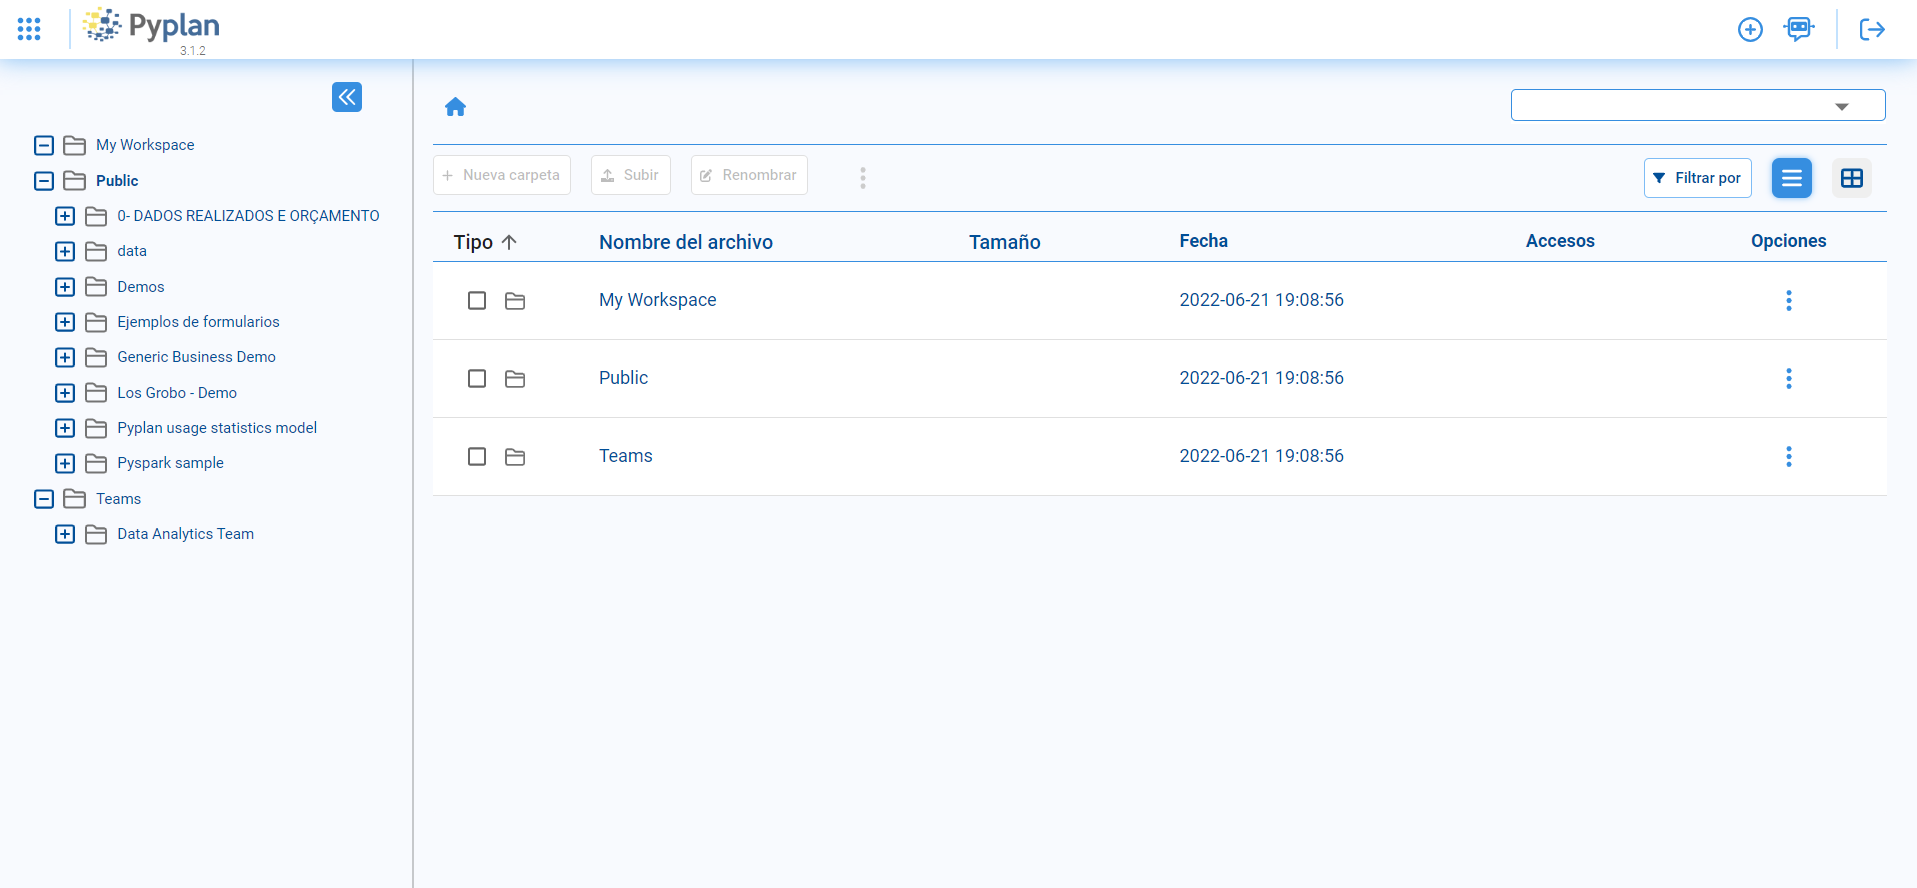 Pyplan
3.1.2
My Workspace
Public
0- DADOS REALIZADOS E ORÇAMENTO
data
Demos
Ejemplos de formularios
Generic Business Demo
Los Grobo - Demo
Pyplan usage statistics model
Pyspark sample
Teams
Data Analytics Team
Nueva carpeta Subir Renombrar Filtrar por
Tipo Nombre del archivo Tamaño Fecha Accesos Opciones
My Workspace 2022-06-21 19:08:56
Public 2022-06-21 19:08:56
Teams 2022-06-21 19:08:56